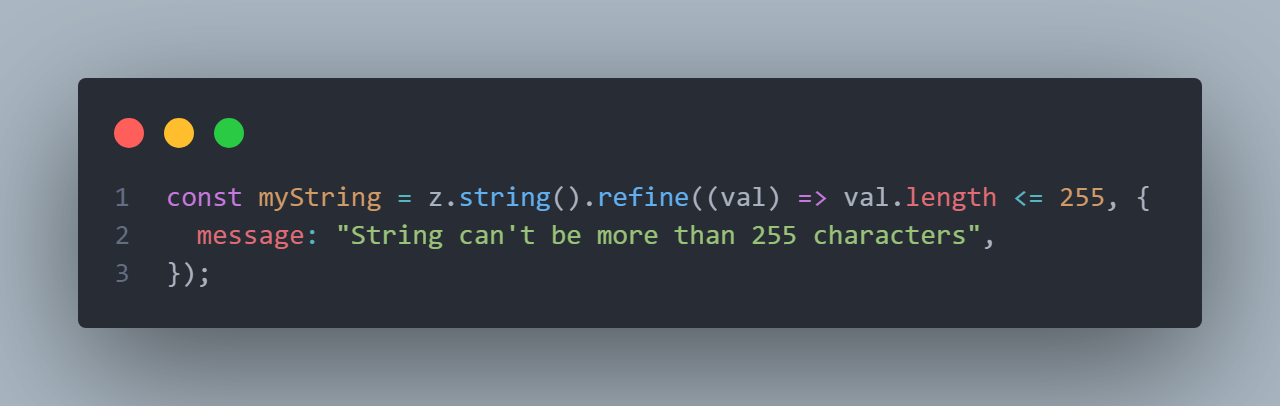 1 const myString = z.string().refine((val) => val.length <= 255, {
2   message: "String can't be more than 255 characters",
3 });